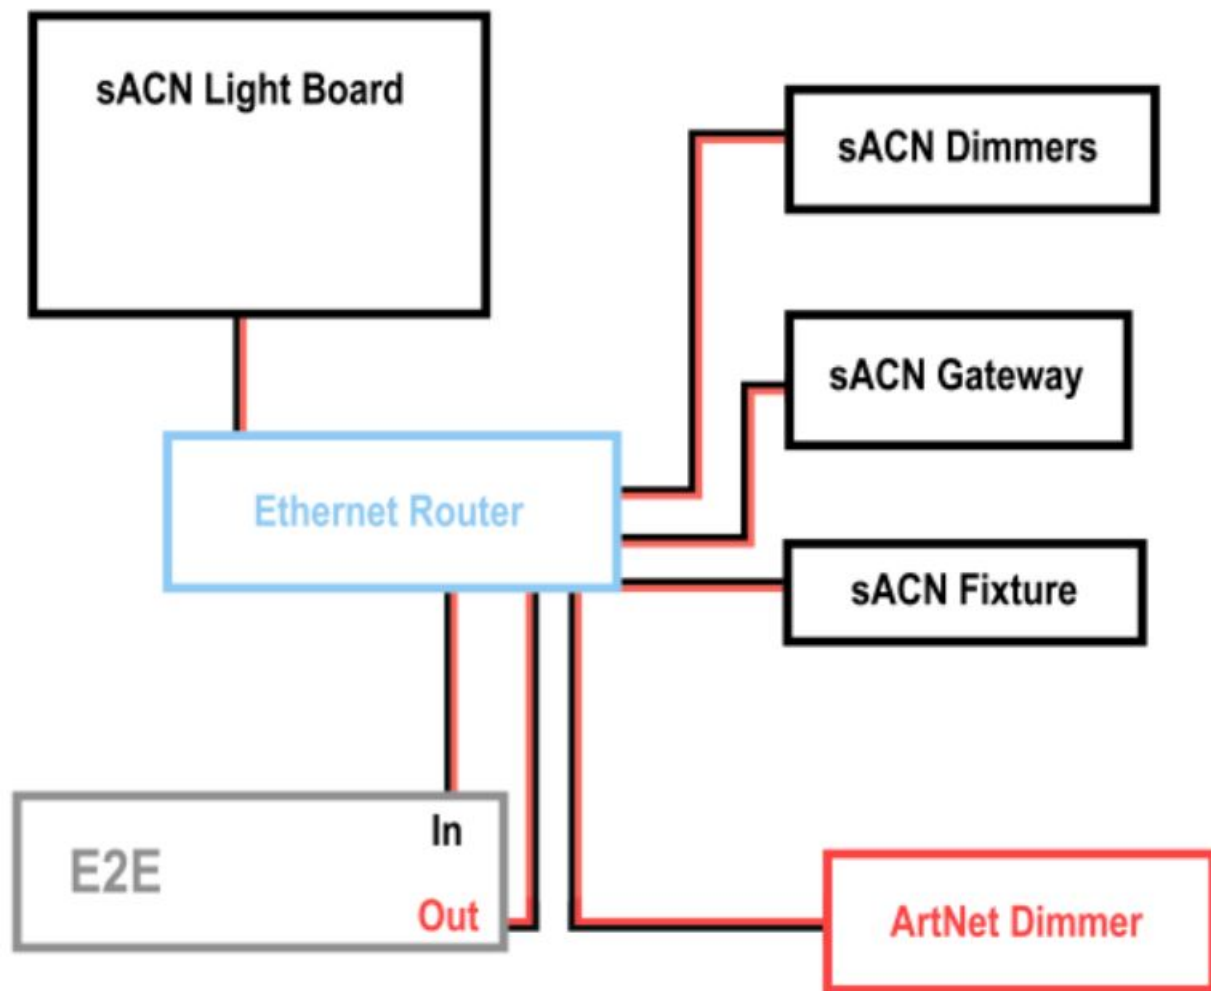 sACN Light Board
sACN Dimmers
sACN Gateway
Ethernet Router
sACN Fixture
In
E2E
Out
ArtNet Dimmer